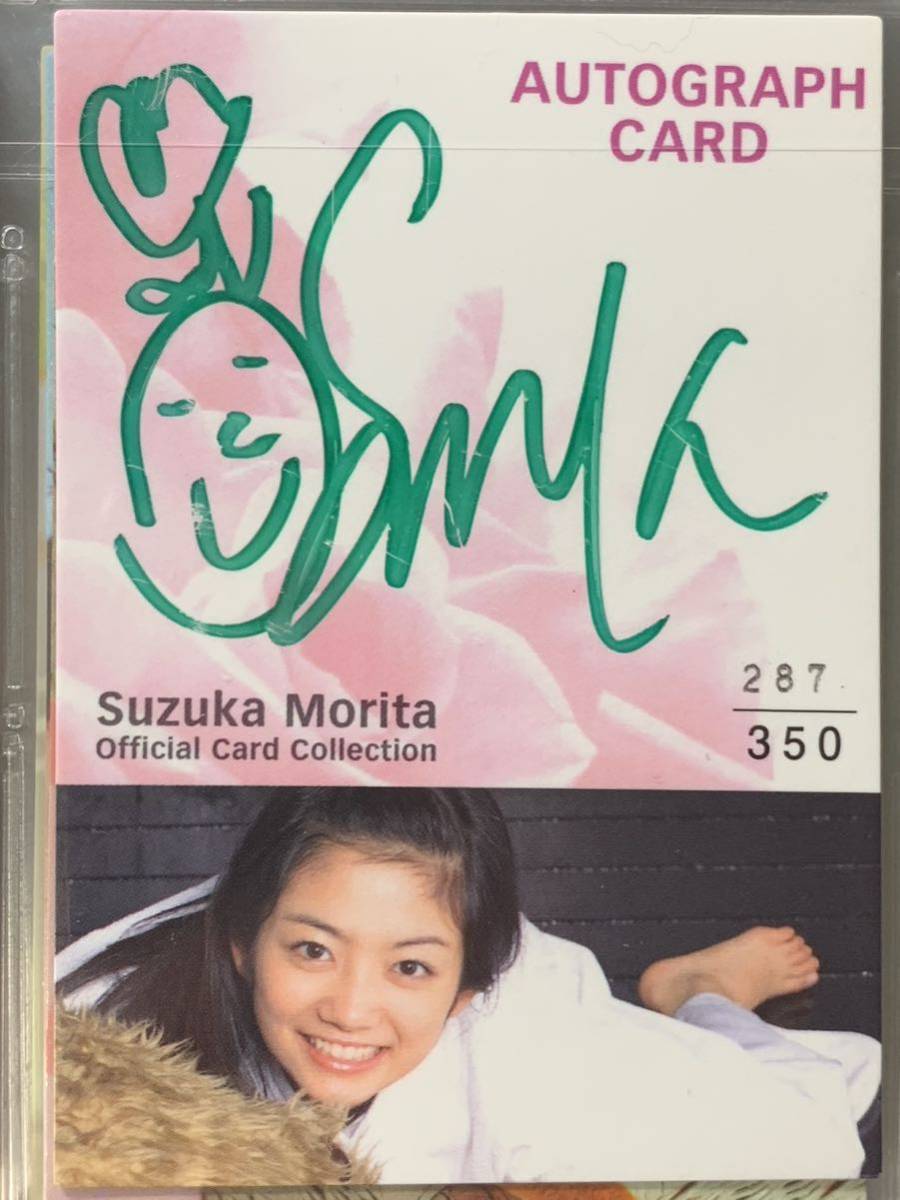 AUTOGRAPH
CARD
Suzuka Morita
Official Card Collection
287
350